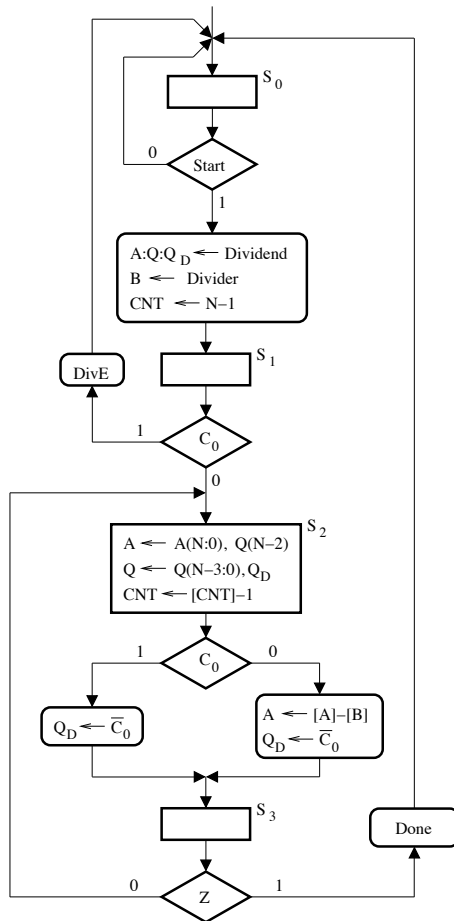 S0
0
Start
1
A:Q:QD ← Dividend
B ← Divider
CNT ← N−1
S1
DivE
1
C0
0
S2
A ← A(N:0), Q(N−2)
Q ← Q(N−3:0), QD
CNT ← [CNT]−1
1
C0
0
QD ← C̅0
A ← [A]−[B]
QD ← C̅0
S3
Done
0
Z
1